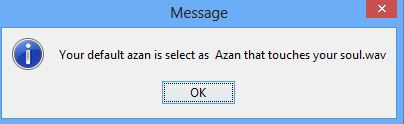 Message
Your default azan is select as  Azan that touches your soul.wav
OK